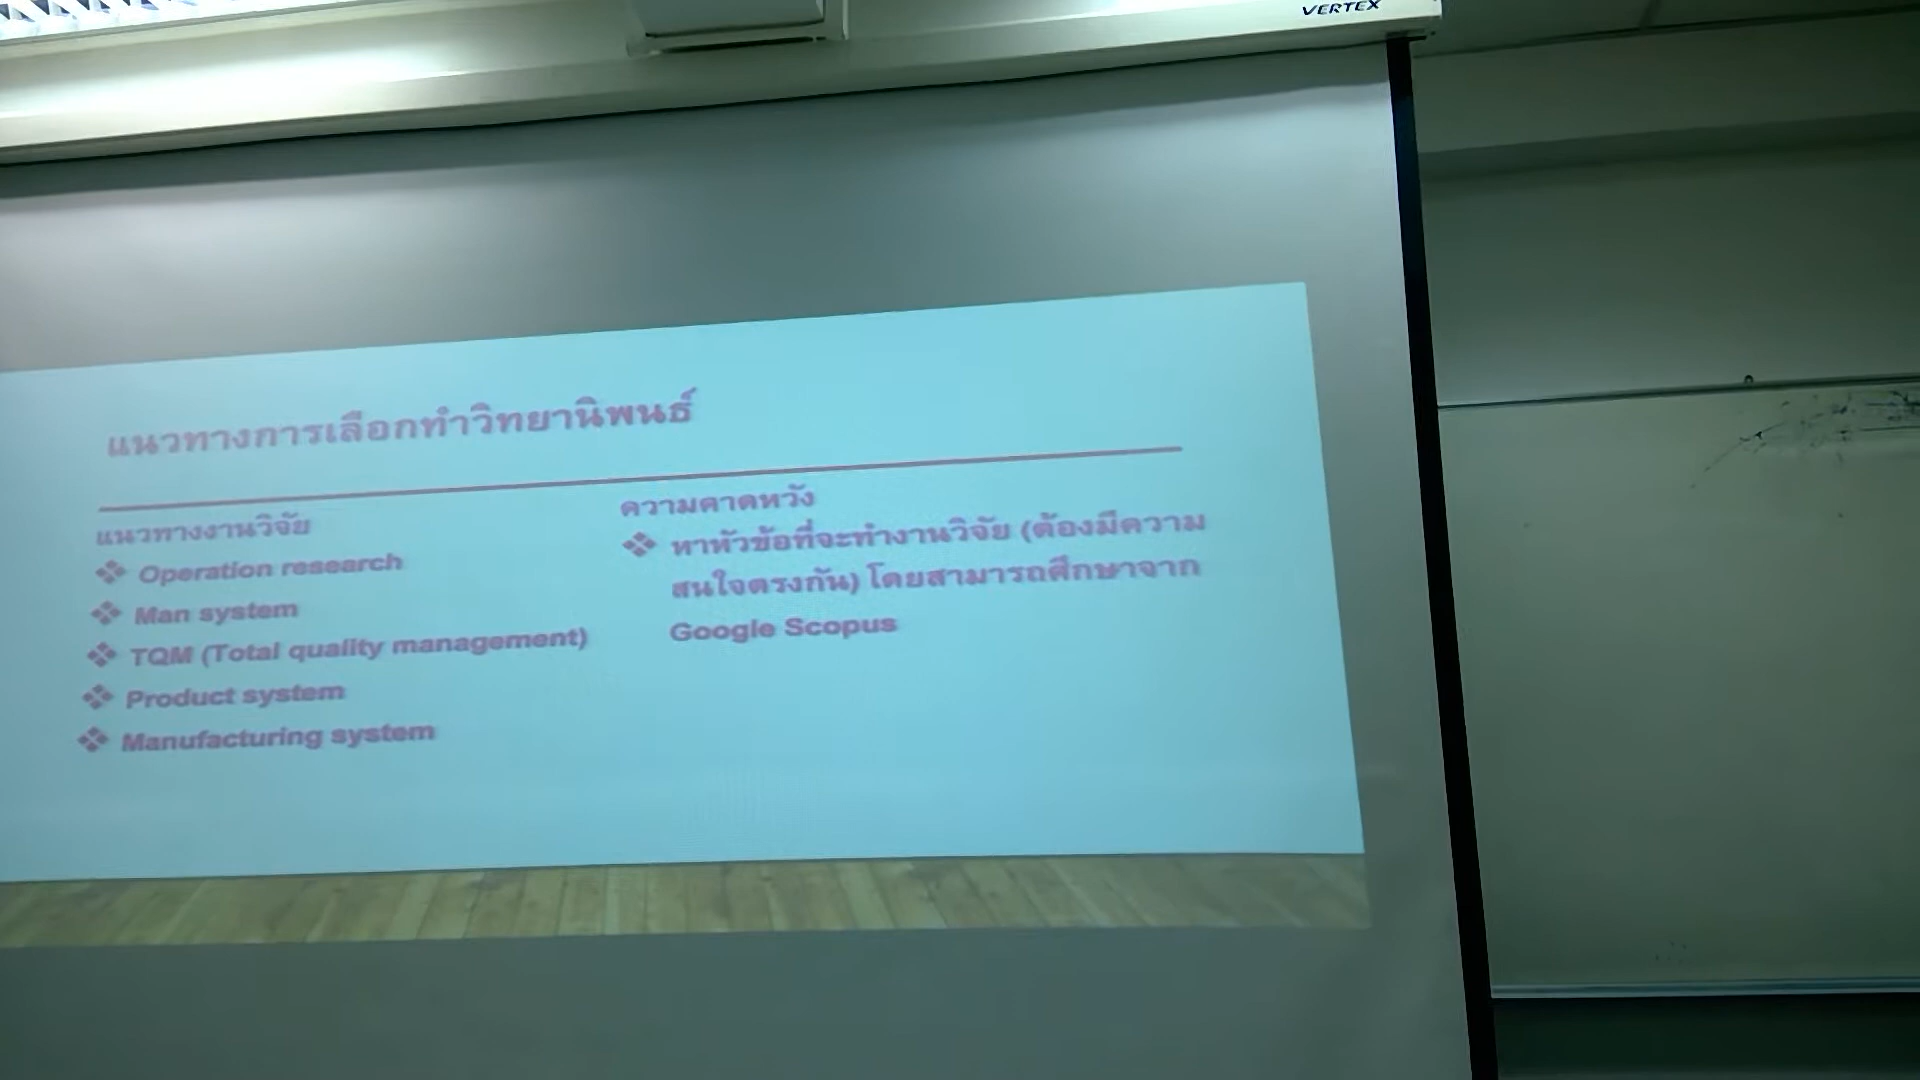 VERTEX
แนวทางการเลือกทำวิทยานิพนธ์
แนวทางงานวิจัย
Operation research
Man system
TQM (Total quality management)
Product system
Manufacturing system
ความคาดหวัง
หาหัวข้อที่จะทำงานวิจัย (ต้องมีความ
สนใจตรงกัน) โดยสามารถศึกษาจาก
Google Scopus